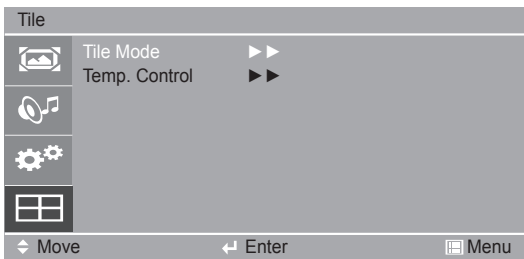 Tile
Tile Mode ►►
Temp. Control ►►
Move Enter Menu